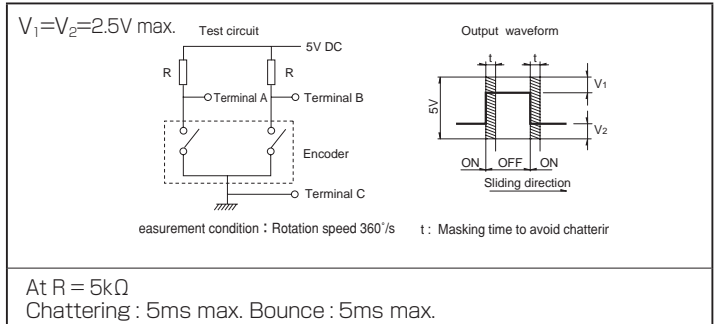 V₁=V₂=2.5V max.
Test circuit
5V DC
R
R
Terminal A
Terminal B
Encoder
Terminal C
Output waveform
t
t
5V
V₁
V₂
ON
OFF
ON
Sliding direction
easurement condition : Rotation speed 360˚/s
t : Masking time to avoid chatterir
At R = 5kΩ
Chattering : 5ms max. Bounce : 5ms max.